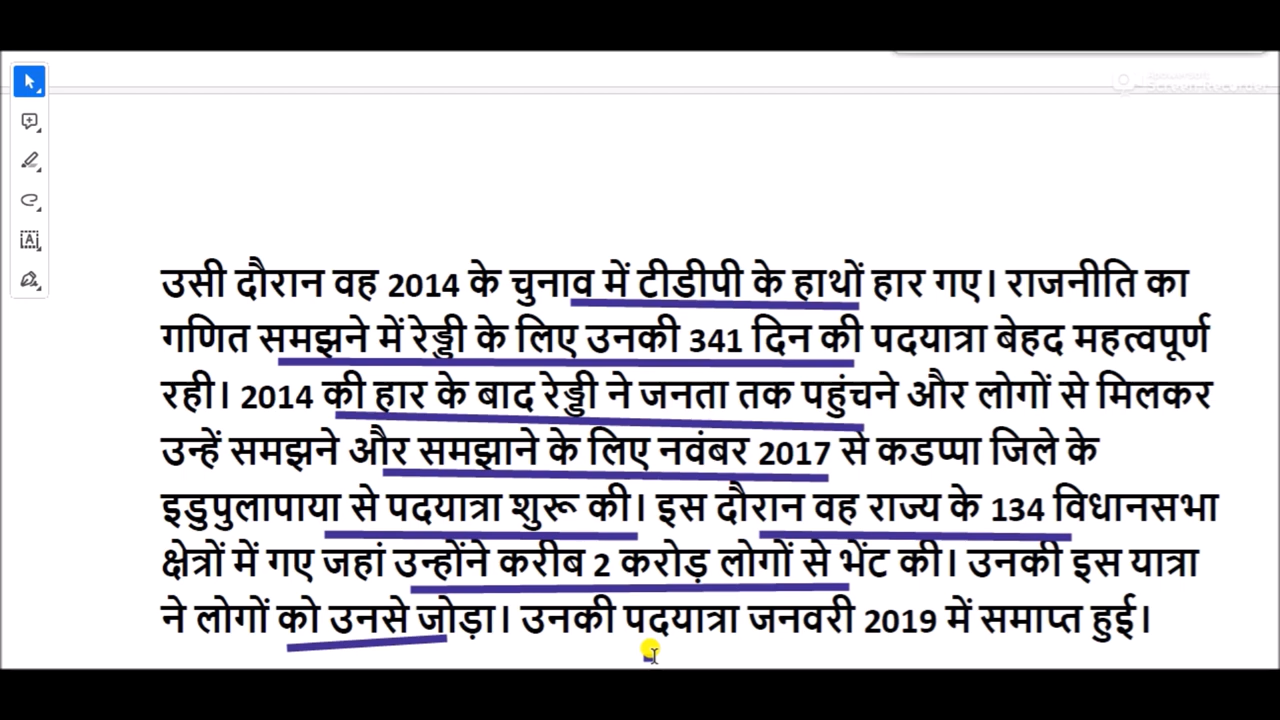 उसी दौरान वह 2014 के चुनाव में टीडीपी के हाथों हार गए। राजनीति का
गणित समझने में रेड्डी के लिए उनकी 341 दिन की पदयात्रा बेहद महत्वपूर्ण
रही। 2014 की हार के बाद रेड्डी ने जनता तक पहुंचने और लोगों से मिलकर
उन्हें समझने और समझाने के लिए नवंबर 2017 से कडप्पा जिले के
इडुपुलापाया से पदयात्रा शुरू की। इस दौरान वह राज्य के 134 विधानसभा
क्षेत्रों में गए जहां उन्होंने करीब 2 करोड़ लोगों से भेंट की। उनकी इस यात्रा
ने लोगों को उनसे जोड़ा। उनकी पदयात्रा जनवरी 2019 में समाप्त हुई।